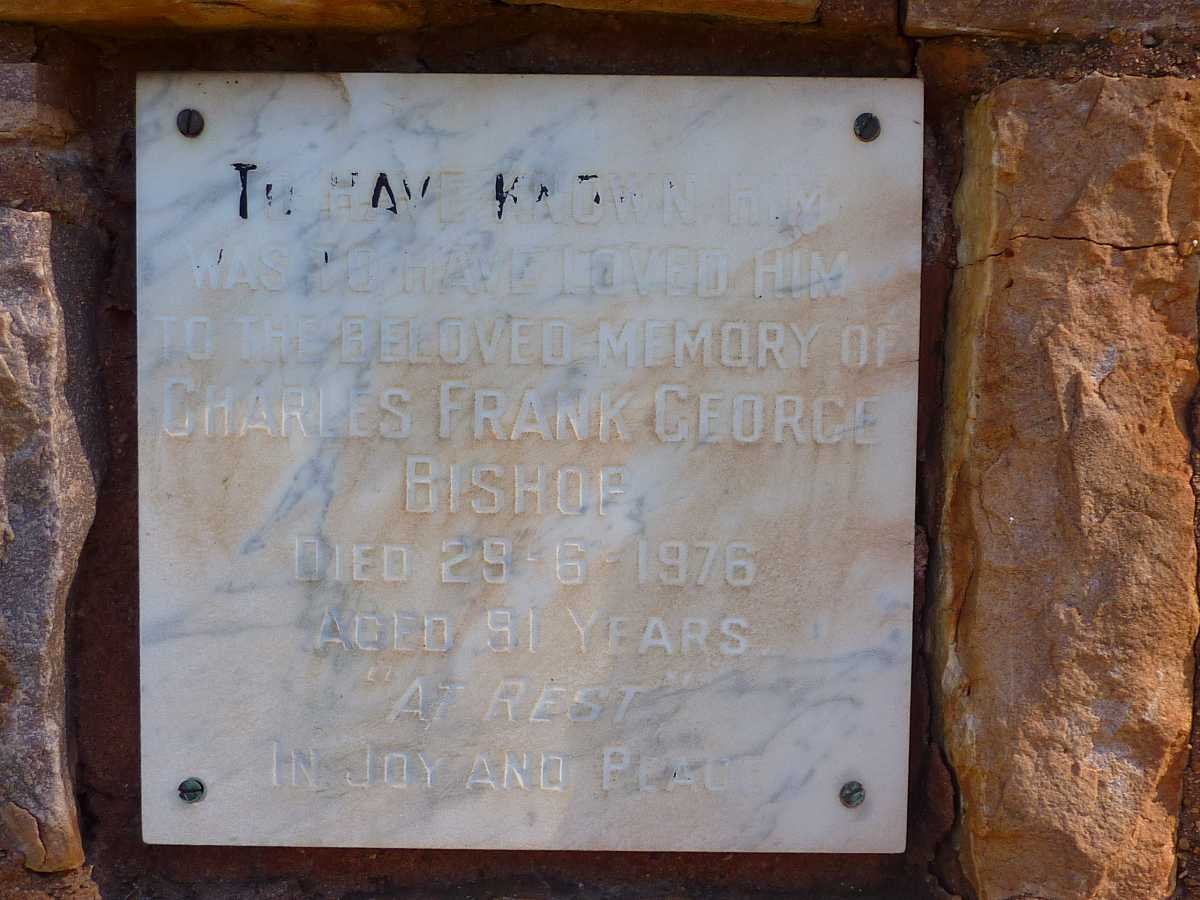 To HAVE KNOWN HIM
WAS TO HAVE LOVED HIM
TO THE BELOVED MEMORY OF
CHARLES FRANK GEORGE
BISHOP
DIED 29-6-1976
AGED 91 YEARS
"AT REST"
IN JOY AND PEACE